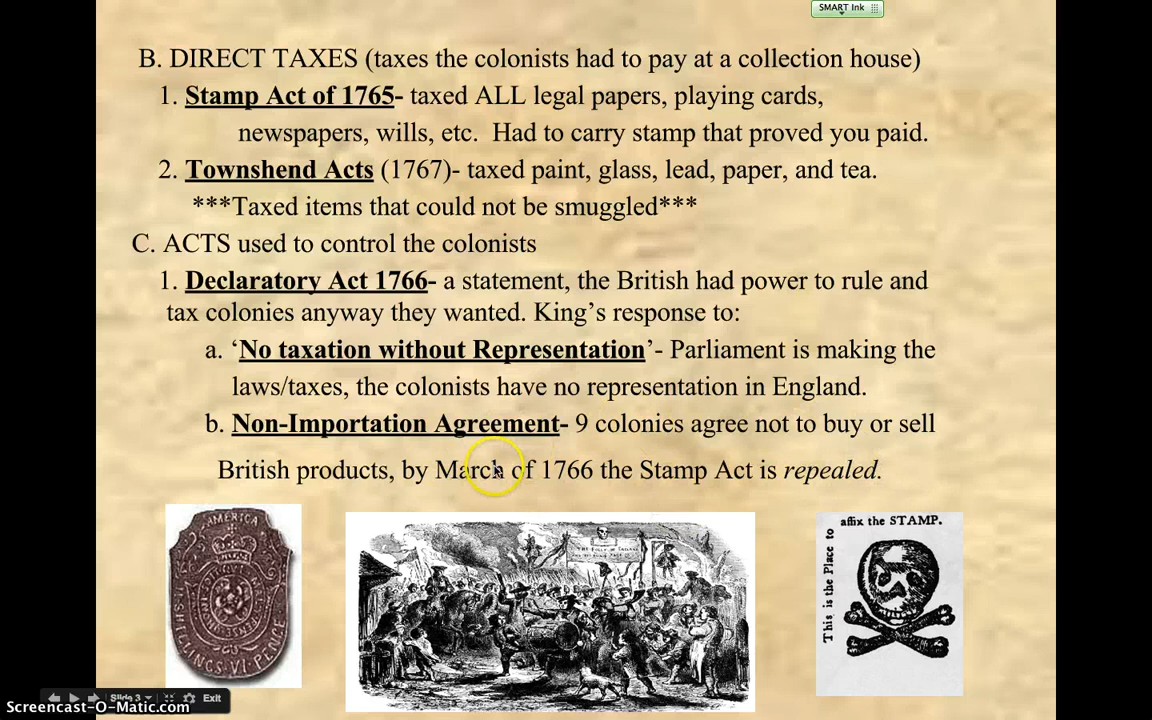 SMART Ink
B. DIRECT TAXES (taxes the colonists had to pay at a collection house)
1. Stamp Act of 1765- taxed ALL legal papers, playing cards,
newspapers, wills, etc.  Had to carry stamp that proved you paid.
2. Townshend Acts (1767)- taxed paint, glass, lead, paper, and tea.
***Taxed items that could not be smuggled***
C. ACTS used to control the colonists
1. Declaratory Act 1766- a statement, the British had power to rule and
tax colonies anyway they wanted. King’s response to:
a. ‘No taxation without Representation’- Parliament is making the
laws/taxes, the colonists have no representation in England.
b. Non-Importation Agreement- 9 colonies agree not to buy or sell
British products, by March of 1766 the Stamp Act is repealed.
AMERICA
SHILLINGS VI PENCE
affix the STAMP.
This is the Place to
Slide 3
Exit
Screencast-O-Matic.com